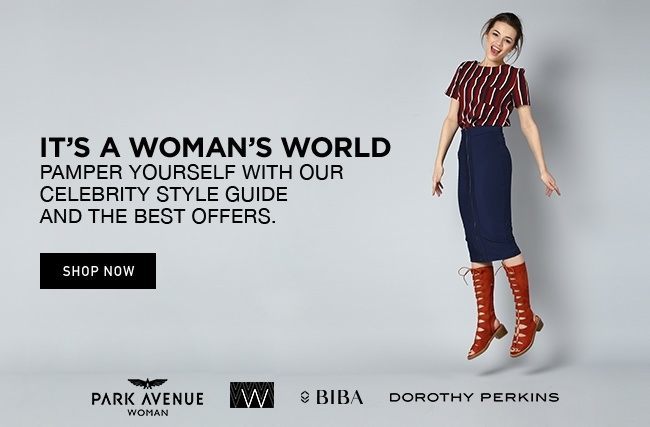 IT'S A WOMAN'S WORLD
PAMPER YOURSELF WITH OUR
CELEBRITY STYLE GUIDE
AND THE BEST OFFERS.
SHOP NOW
PARK AVENUE
WOMAN
W
BIBA
DOROTHY PERKINS